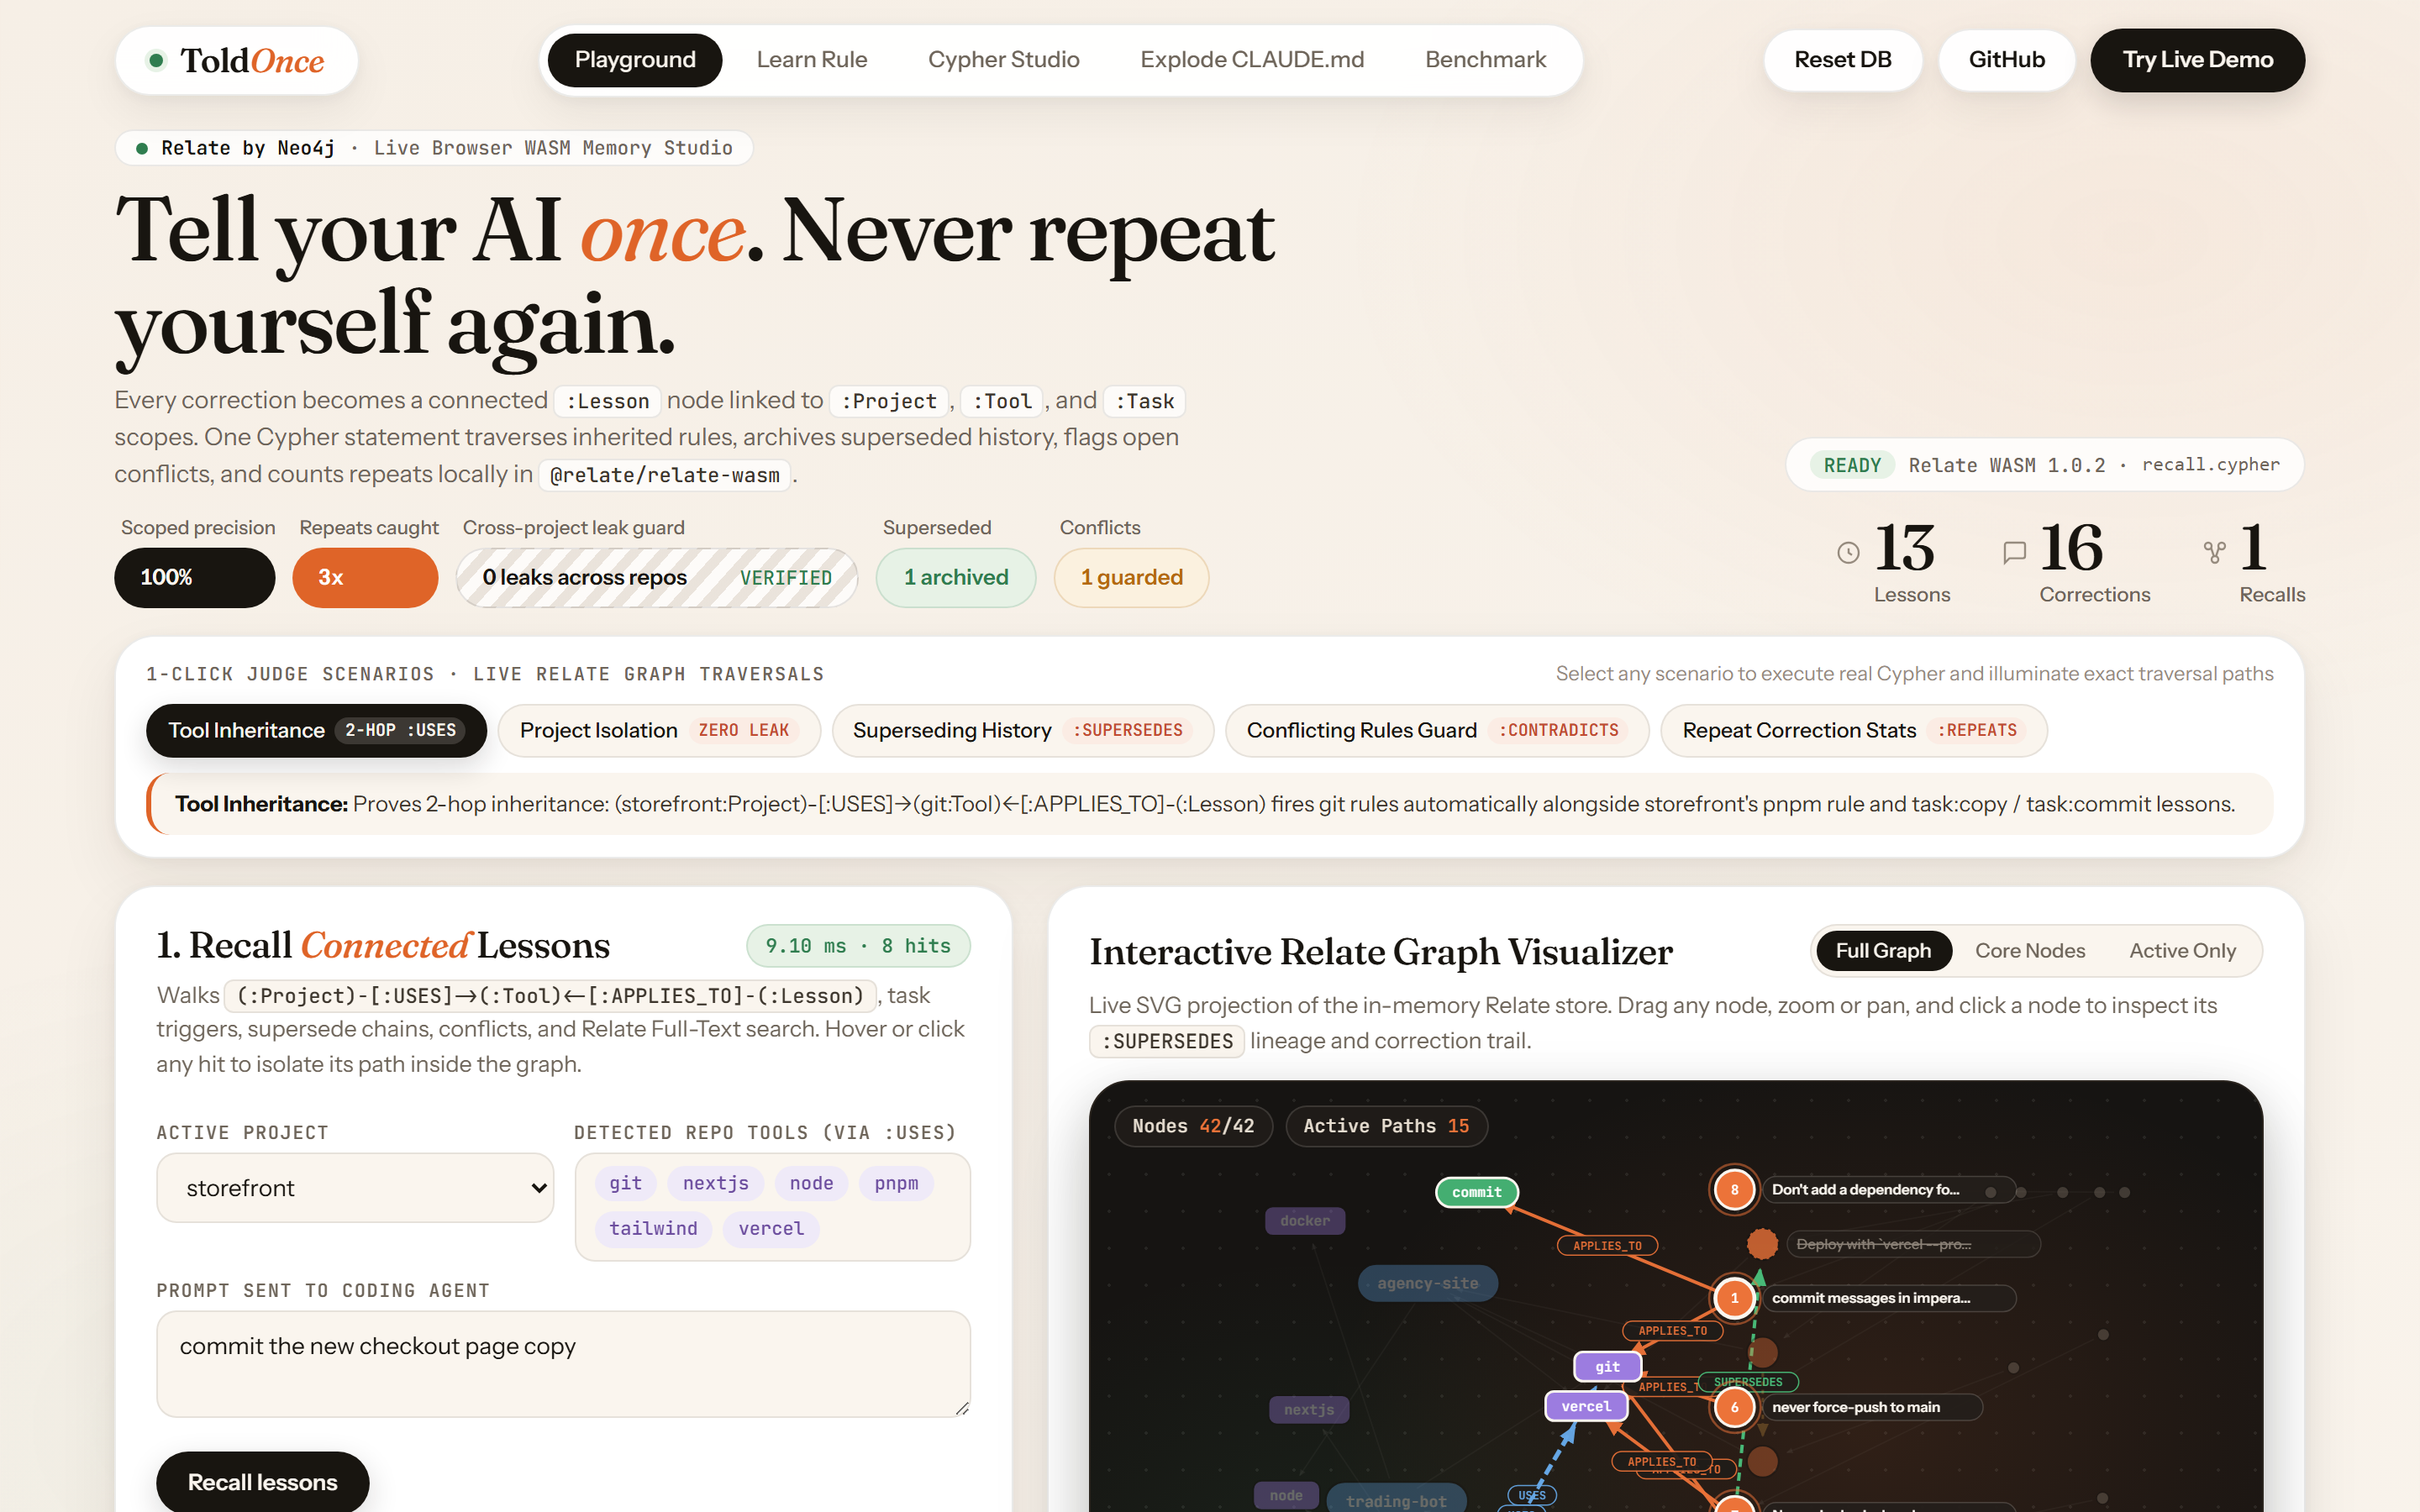 ToldOnce
Playground
Learn Rule
Cypher Studio
Explode CLAUDE.md
Benchmark
Reset DB
GitHub
Try Live Demo
Relate by Neo4j · Live Browser WASM Memory Studio
Tell your AI once. Never repeat
yourself again.
Every correction becomes a connected :Lesson node linked to :Project, :Tool, and :Task
scopes. One Cypher statement traverses inherited rules, archives superseded history, flags open
conflicts, and counts repeats locally in @relate/relate-wasm.
READY Relate WASM 1.0.2 · recall.cypher
Scoped precision
100%
Repeats caught
3x
Cross-project leak guard
0 leaks across repos VERIFIED
Superseded
1 archived
Conflicts
1 guarded
13
Lessons
16
Corrections
1
Recalls
1-CLICK JUDGE SCENARIOS · LIVE RELATE GRAPH TRAVERSALS
Select any scenario to execute real Cypher and illuminate exact traversal paths
Tool Inheritance 2-HOP :USES
Project Isolation ZERO LEAK
Superseding History :SUPERSEDES
Conflicting Rules Guard :CONTRADICTS
Repeat Correction Stats :REPEATS
Tool Inheritance: Proves 2-hop inheritance: (storefront:Project)-[:USES]→(git:Tool)←[:APPLIES_TO]-(:Lesson) fires git rules automatically alongside storefront's pnpm rule and task:copy / task:commit lessons.
1. Recall Connected Lessons
9.10 ms · 8 hits
Walks (:Project)-[:USES]→(:Tool)←[:APPLIES_TO]-(:Lesson), task
triggers, supersede chains, conflicts, and Relate Full-Text search. Hover or click
any hit to isolate its path inside the graph.
ACTIVE PROJECT
storefront
DETECTED REPO TOOLS (VIA :USES)
git nextjs node pnpm
tailwind vercel
PROMPT SENT TO CODING AGENT
commit the new checkout page copy
Recall lessons
Interactive Relate Graph Visualizer
Full Graph
Core Nodes
Active Only
Live SVG projection of the in-memory Relate store. Drag any node, zoom or pan, and click a node to inspect its
:SUPERSEDES lineage and correction trail.
Nodes 42/42
Active Paths 15
commit
8 Don't add a dependency fo...
docker
APPLIES_TO
Deploy with `vercel --pro...
agency-site
1 commit messages in impera...
APPLIES_TO
git
SUPERSEDES
vercel
6 never force-push to main
nextjs
APPLIES_TO
node
trading-bot
USES